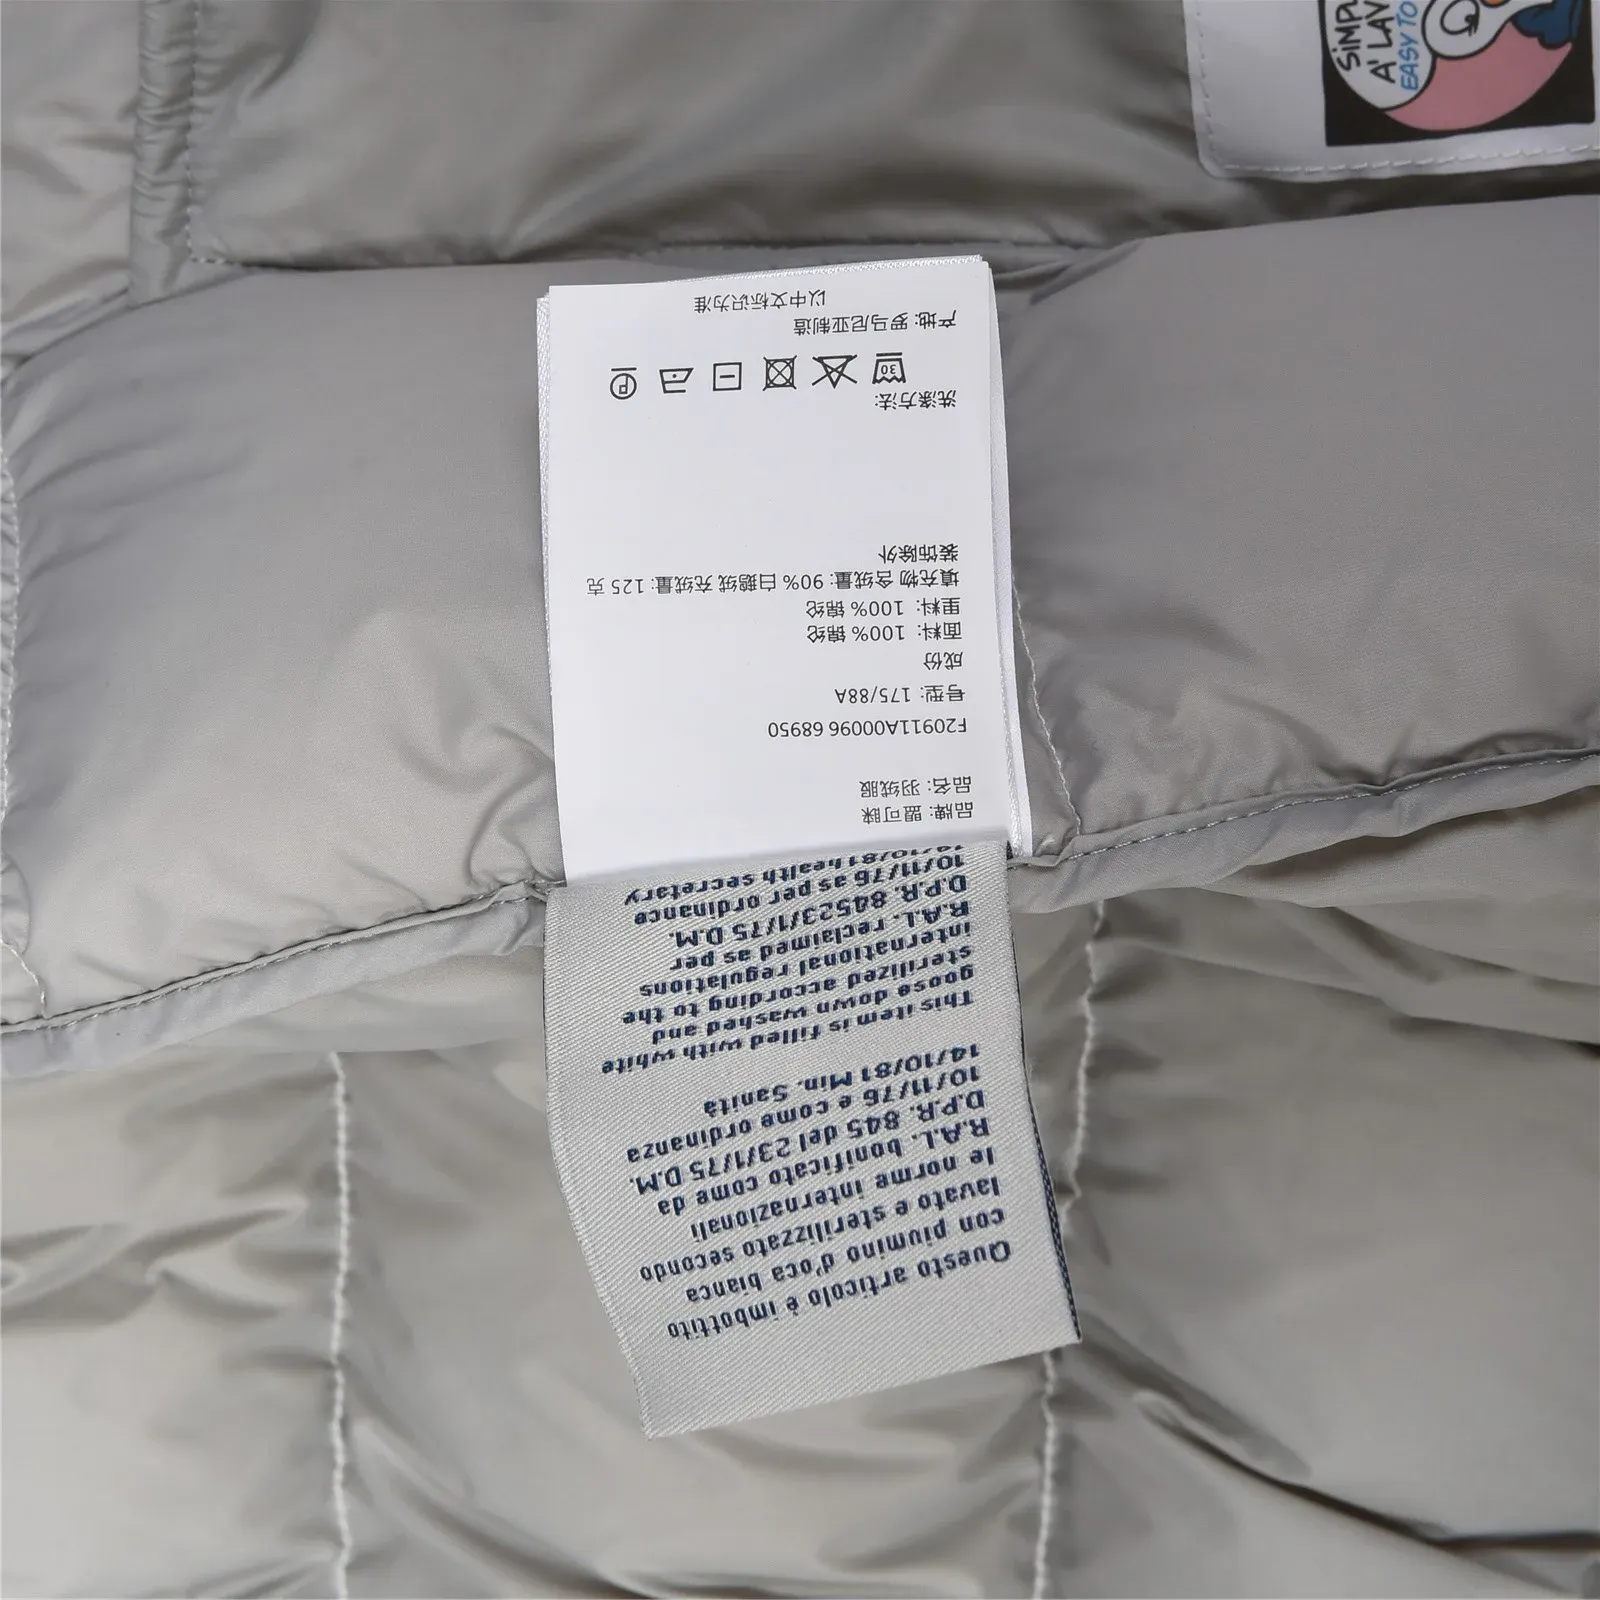 品牌: 盟可睐
品名: 羽绒服
F20911A00096 68950
号型: 175/88A
成份
面料: 100% 锦纶
里料: 100% 锦纶
填充物 含绒量: 90% 白鹅绒 充绒量: 125 克
装饰除外
洗涤方法:
30
P
产地: 罗马尼亚制造
以中文标识为准
Questo articolo è imbottito
con piumino d'oca bianca
lavato e sterilizzato secondo
le norme internazionali
R.A.L. bonificato come da
D.P.R. 845 del 23/1/75 D.M.
10/11/76 e come ordinanza
14/10/81 Min. Sanità
This item is filled with white
goose down washed and
sterilized according to the
international regulations
R.A.L. reclaimed as per
D.P.R. 84523/1/75 D.M.
10/11/76 as per ordinance
14/10/81 health secretary
A' LAV
EASY TO